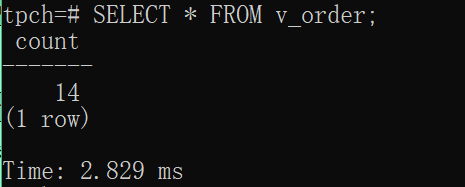 tpch=# SELECT * FROM v_order;
count
-------
14
(1 row)
Time: 2.829 ms